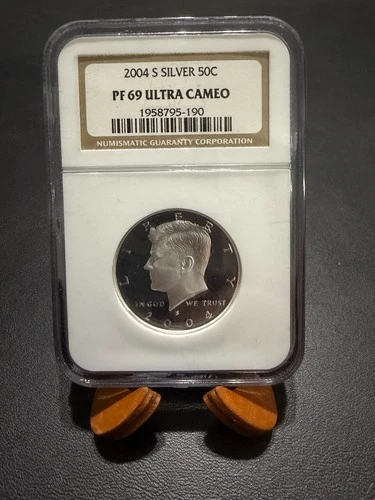 2004 S SILVER 50C
PF 69 ULTRA CAMEO
1958795-190
NUMISMATIC GUARANTY CORPORATION
LIBERTY
IN GOD WE TRUST
S
2004